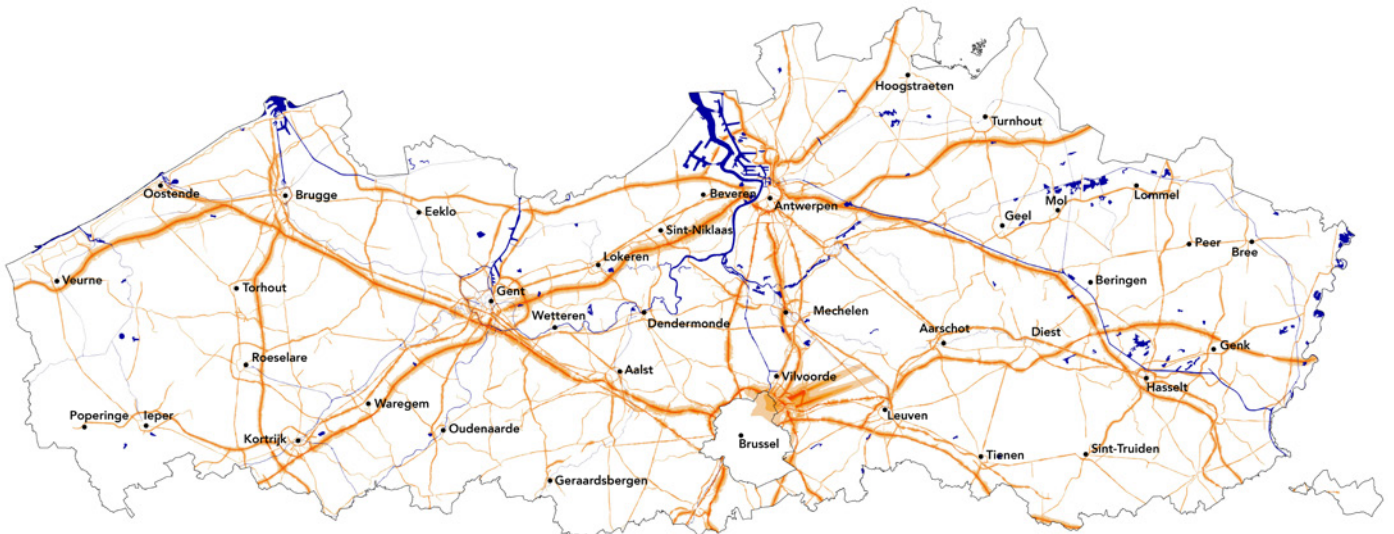 Hoogstraeten
Turnhout
Oostende
Brugge
Eeklo
Beveren
Antwerpen
Lommel
Mol
Geel
Sint-Niklaas
Peer
Bree
Lokeren
Veurne
Torhout
Gent
Beringen
Wetteren
Dendermonde
Mechelen
Aarschot
Diest
Genk
Roeselare
Aalst
Vilvoorde
Hasselt
Poperinge
Ieper
Waregem
Leuven
Kortrijk
Oudenaarde
Brussel
Tienen
Sint-Truiden
Geraardsbergen